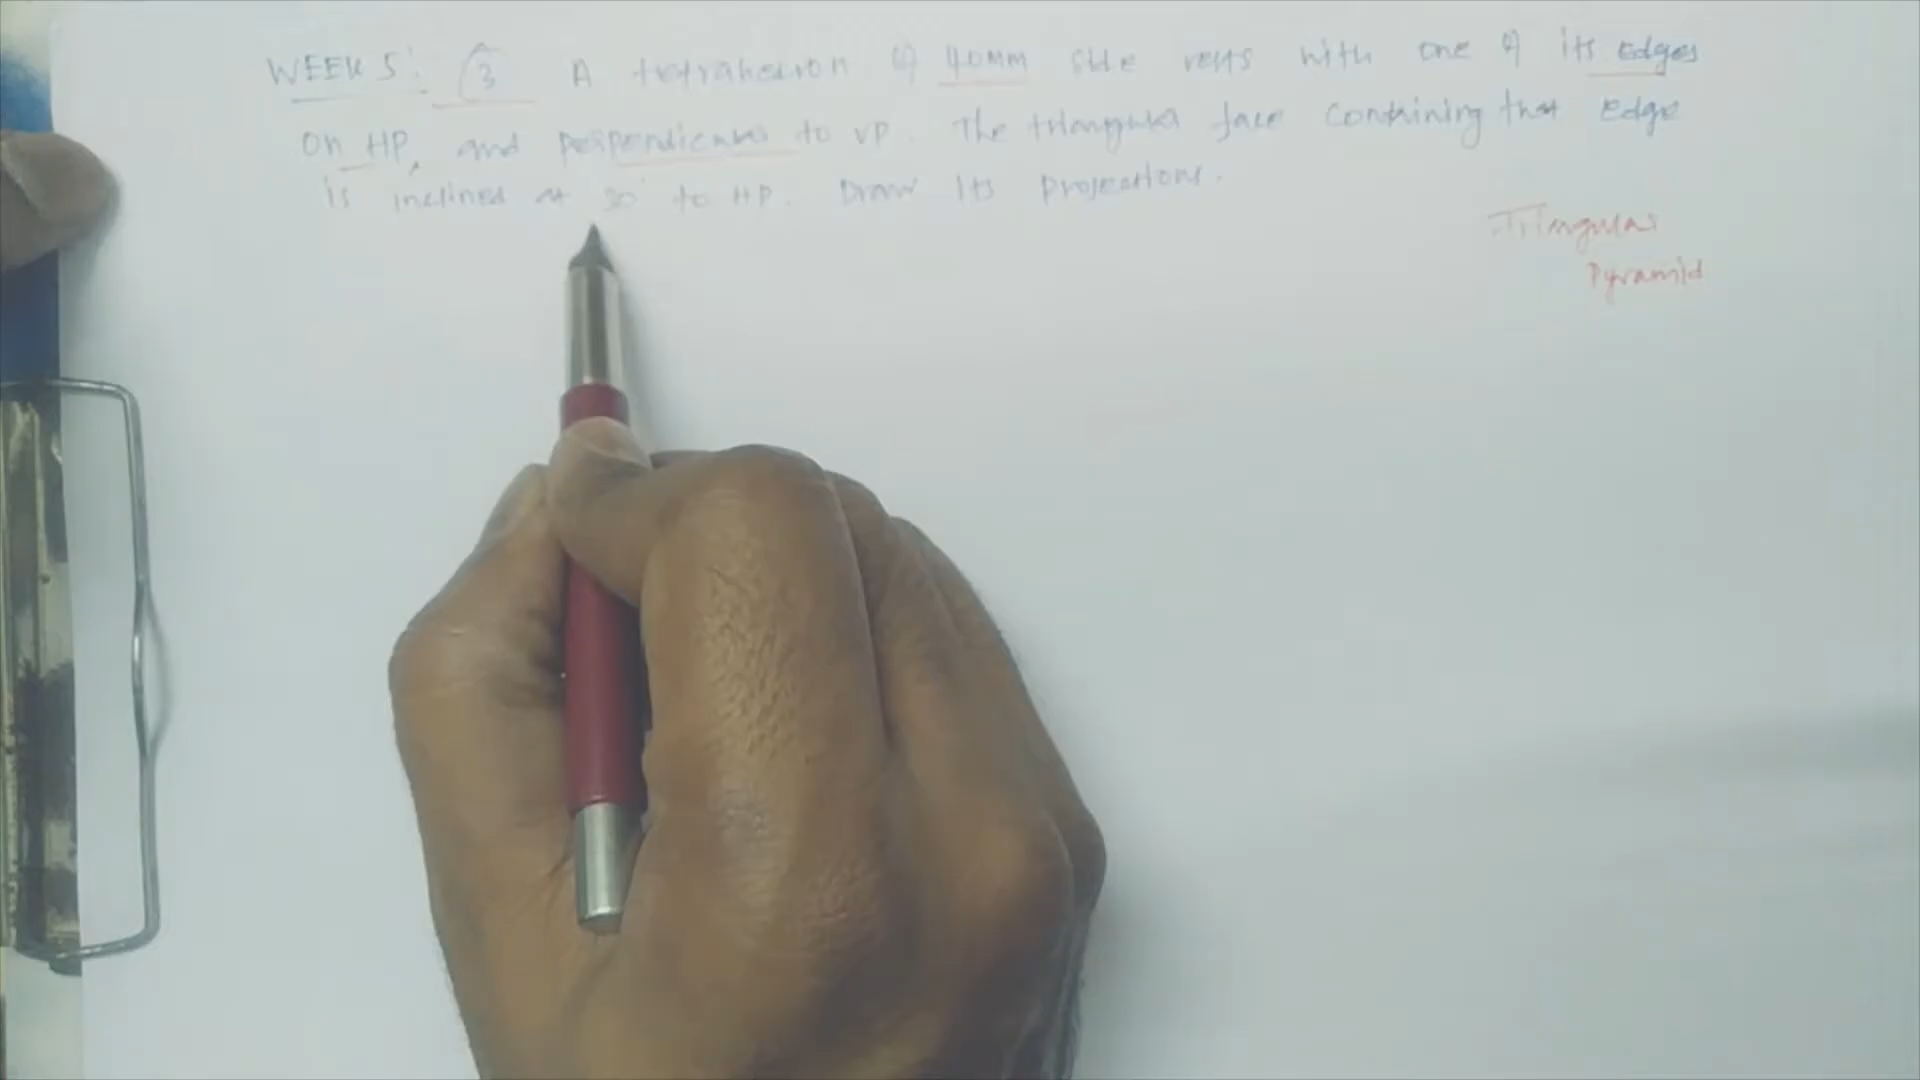 WEEK 5: 3 A tetrahedron of 40MM side rests with one of its Edges
on HP, and perpendicular to VP. The triangular face containing that Edge
is inclined at 30° to HP. Draw its projections.
Triangular
Pyramid